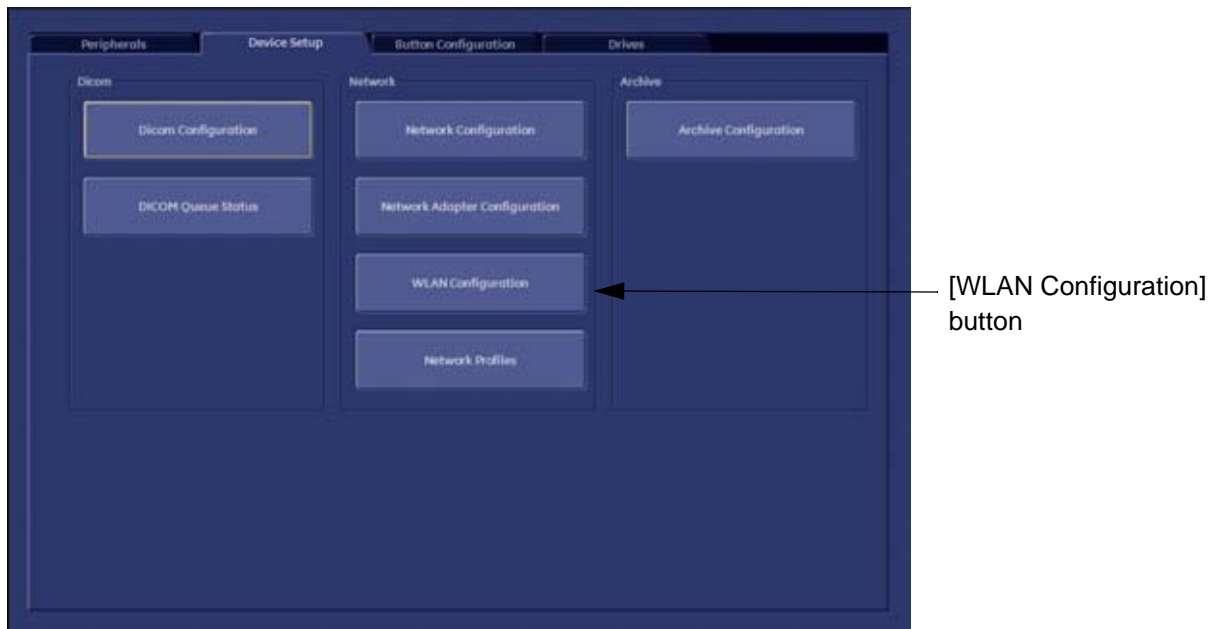 Peripherals
Device Setup
Button Configuration
Drives
Dicom
Network
Archive
Dicom Configuration
Network Configuration
Archive Configuration
DICOM Queue Status
Network Adapter Configuration
WLAN Configuration
Network Profiles
[WLAN Configuration]
button